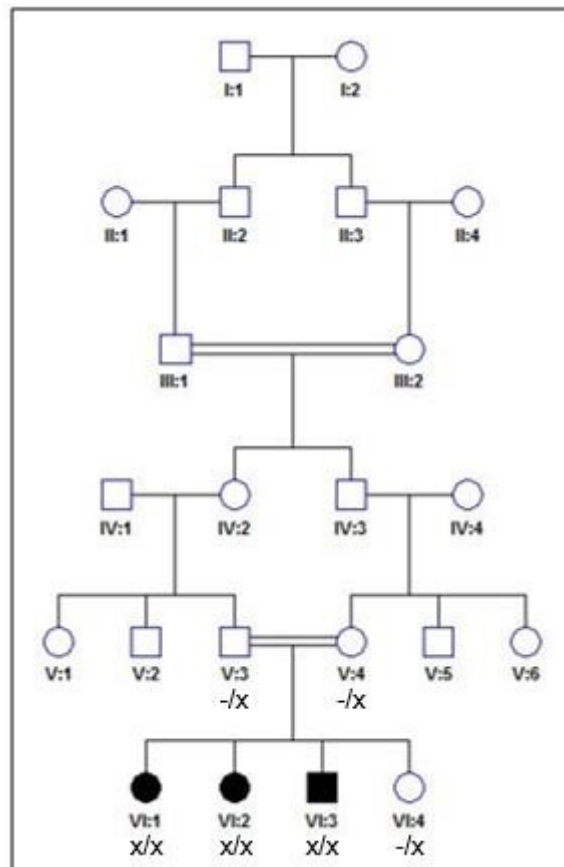 I:1 I:2
II:1 II:2 II:3 II:4
III:1 III:2
IV:1 IV:2 IV:3 IV:4
V:1 V:2 V:3 V:4 V:5 V:6
-/x -/x
VI:1 VI:2 VI:3 VI:4
x/x x/x x/x -/x